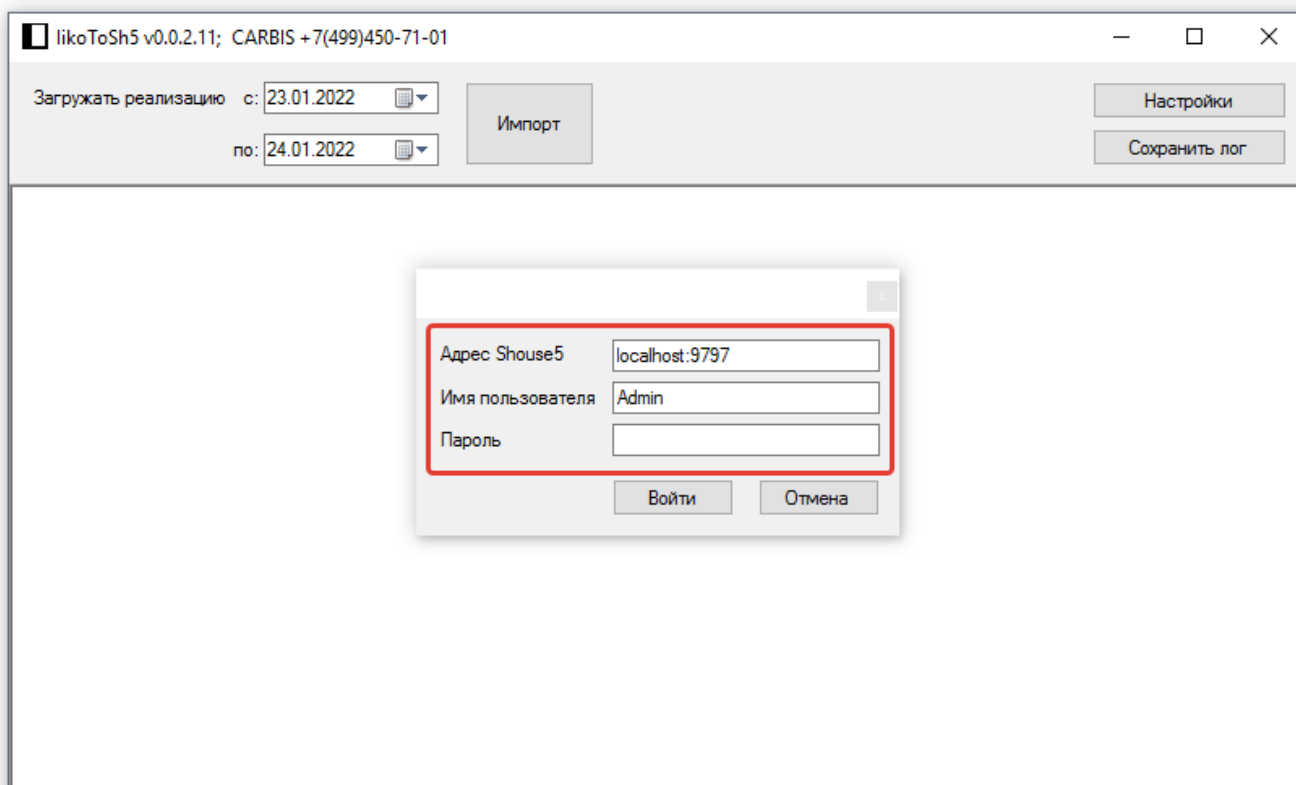 IikoToSh5 v0.0.2.11; CARBIS +7(499)450-71-01
Загружать реализацию с: 23.01.2022
по: 24.01.2022
Импорт
Настройки
Сохранить лог
x
Адрес Shouse5 localhost:9797
Имя пользователя Admin
Пароль
Войти Отмена